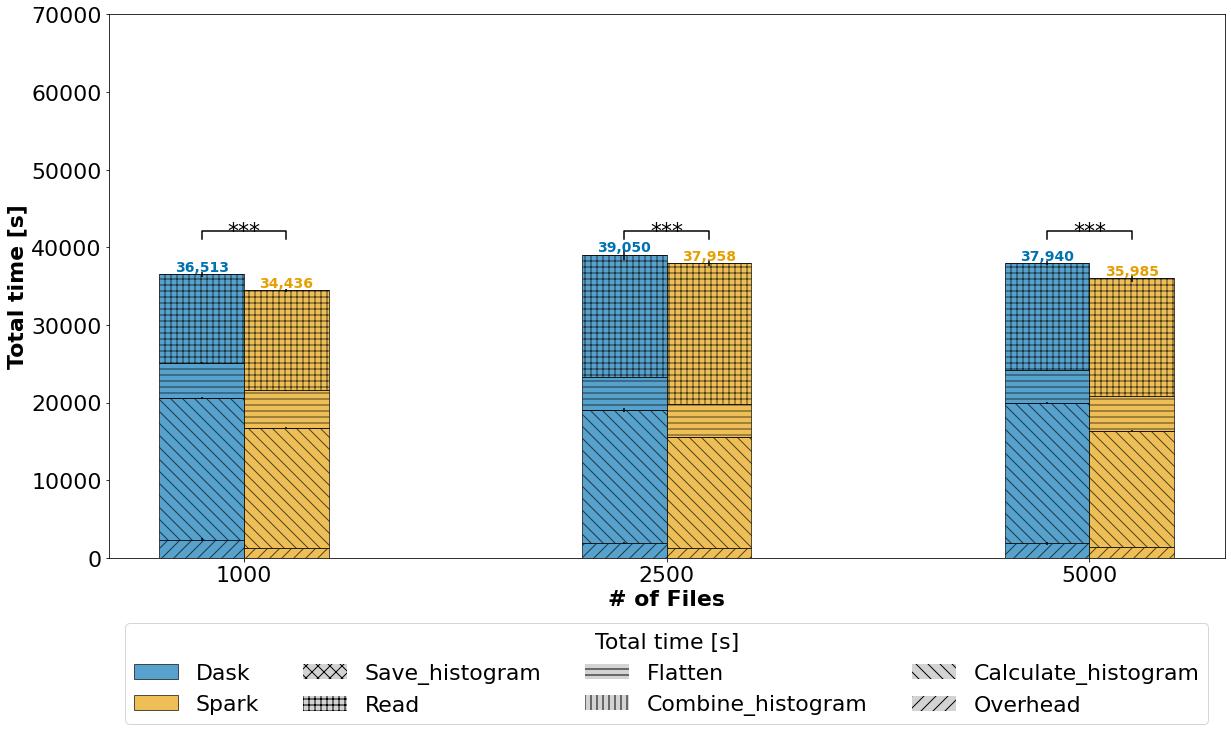 70000
60000
50000
40000
30000
20000
10000
0
Total time [s]
***
***
***
36,513
34,436
39,050
37,958
37,940
35,985
1000
2500
5000
# of Files
Total time [s]
Dask
Save_histogram
Flatten
Calculate_histogram
Spark
Read
Combine_histogram
Overhead